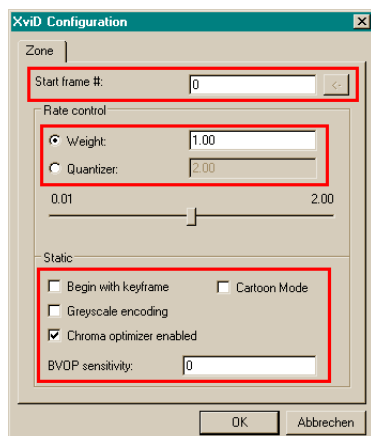 XviD Configuration
Zone
Start frame #: 0 <-
Rate control
Weight: 1.00
Quantizer: 2.00
0.01 2.00
Static
Begin with keyframe Cartoon Mode
Greyscale encoding
Chroma optimizer enabled
BVOP sensitivity: 0
OK Abbrechen